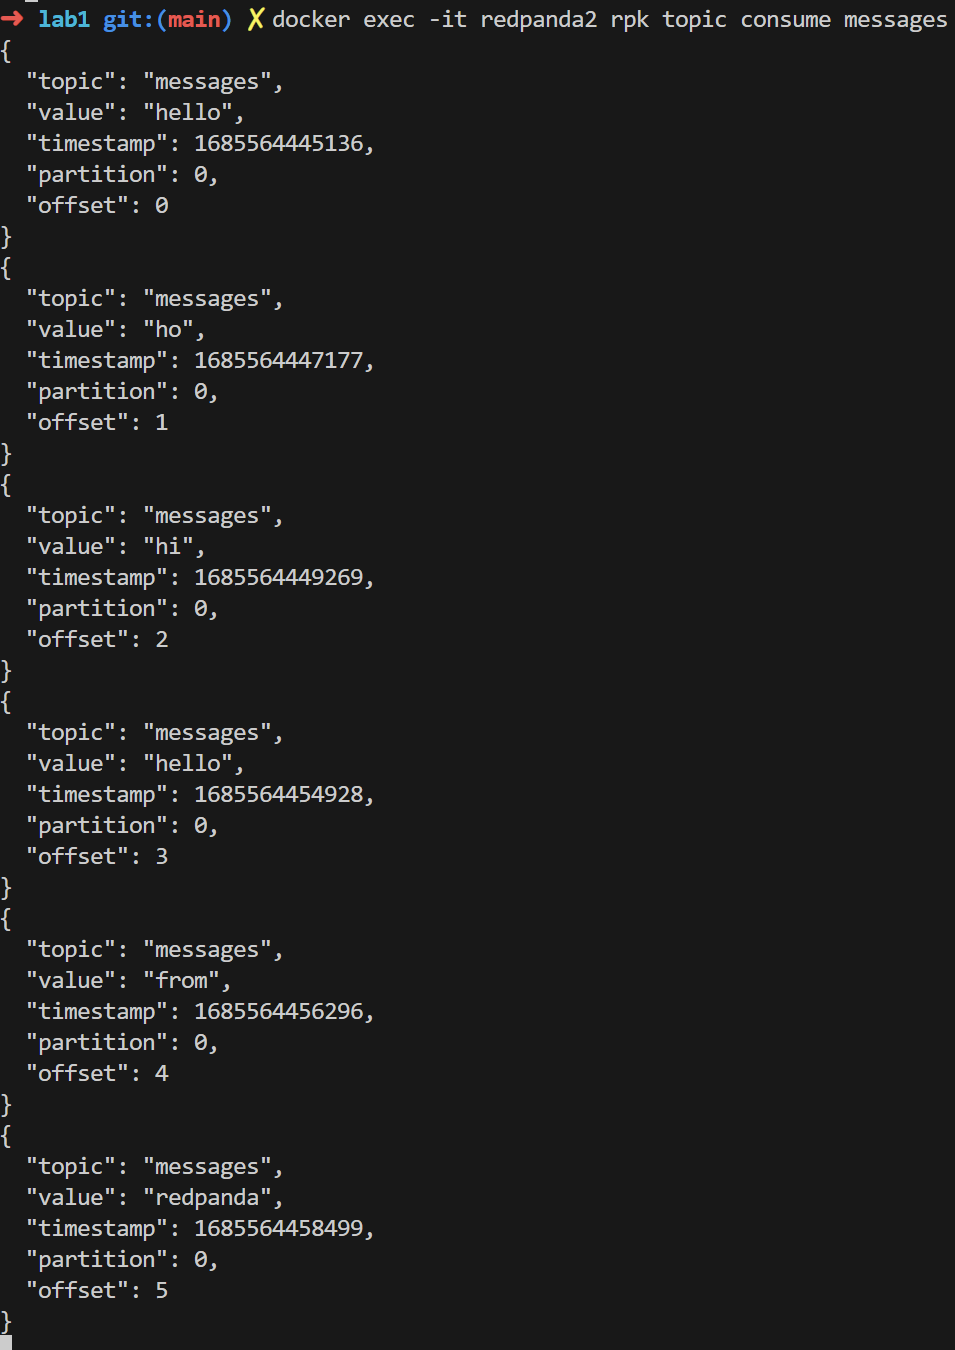 ➜ lab1 git:(main) ✗ docker exec -it redpanda2 rpk topic consume messages
{
  "topic": "messages",
  "value": "hello",
  "timestamp": 1685564445136,
  "partition": 0,
  "offset": 0
}
{
  "topic": "messages",
  "value": "ho",
  "timestamp": 1685564447177,
  "partition": 0,
  "offset": 1
}
{
  "topic": "messages",
  "value": "hi",
  "timestamp": 1685564449269,
  "partition": 0,
  "offset": 2
}
{
  "topic": "messages",
  "value": "hello",
  "timestamp": 1685564454928,
  "partition": 0,
  "offset": 3
}
{
  "topic": "messages",
  "value": "from",
  "timestamp": 1685564456296,
  "partition": 0,
  "offset": 4
}
{
  "topic": "messages",
  "value": "redpanda",
  "timestamp": 1685564458499,
  "partition": 0,
  "offset": 5
}